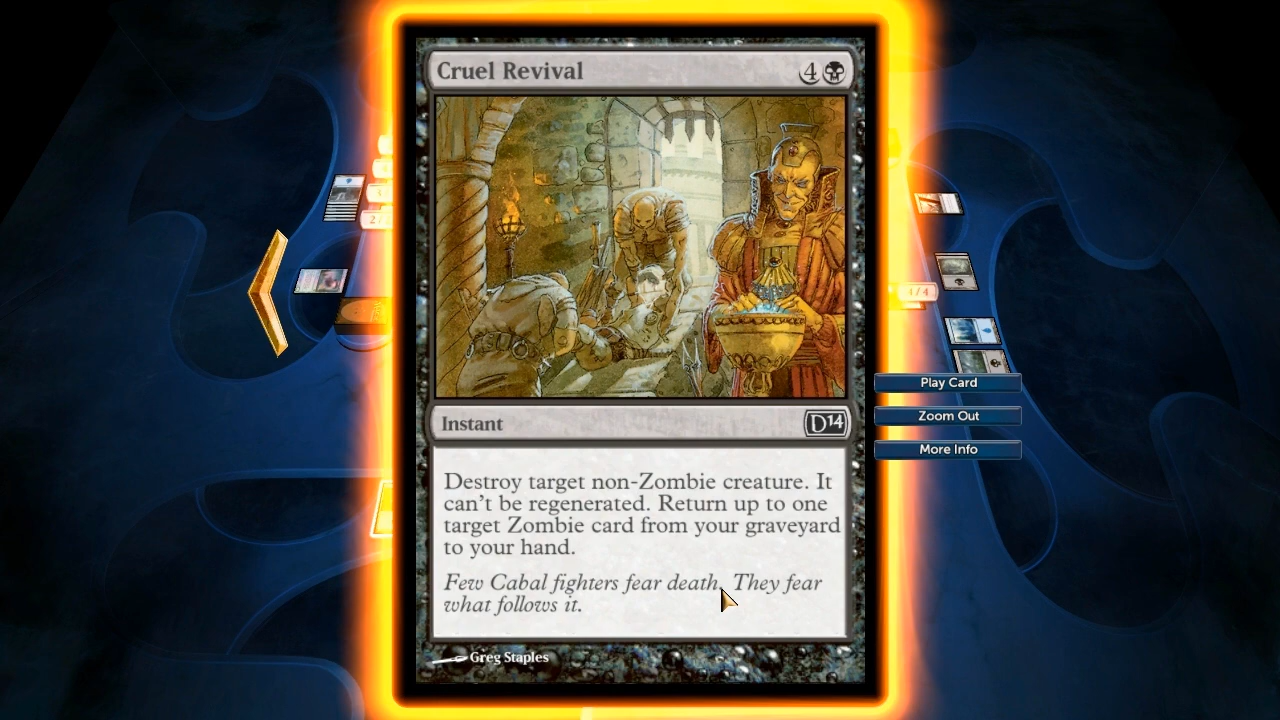 Cruel Revival
4
Instant
D14
Destroy target non-Zombie creature. It
can't be regenerated. Return up to one
target Zombie card from your graveyard
to your hand.
Few Cabal fighters fear death. They fear
what follows it.
Greg Staples
1/4
Play Card
Zoom Out
More Info